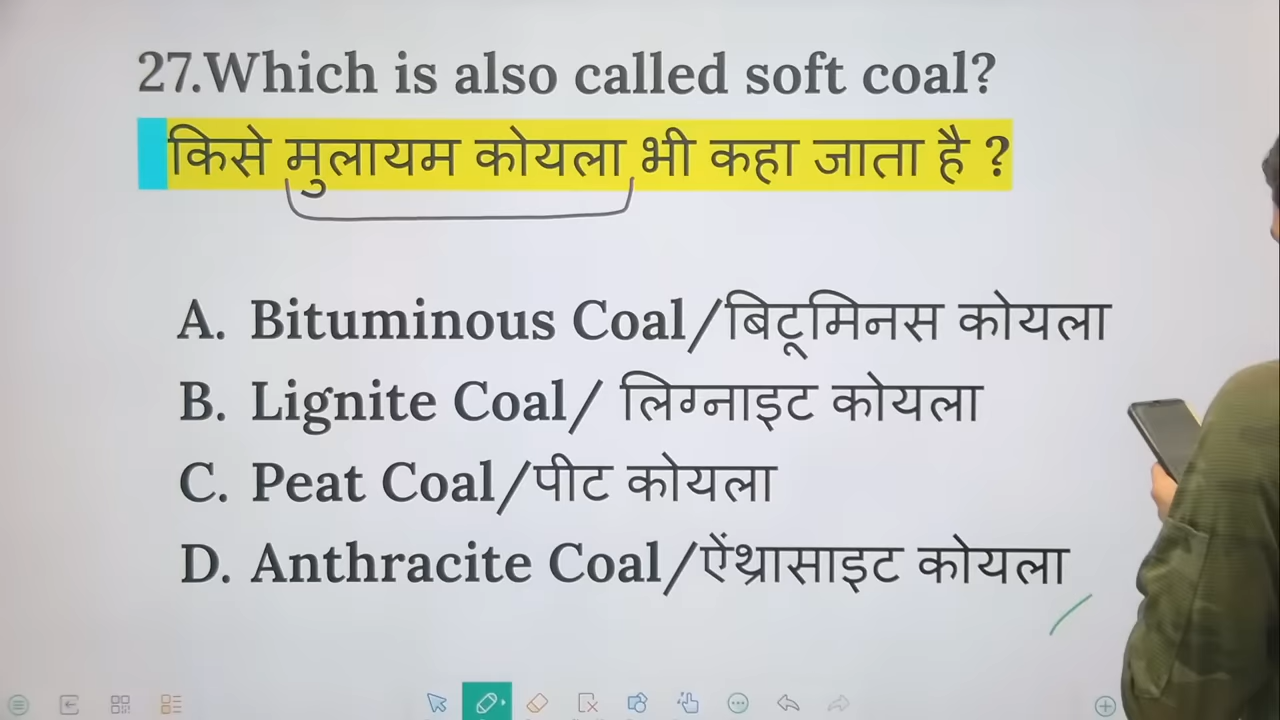 27.Which is also called soft coal?
किसे मुलायम कोयला भी कहा जाता है ?
A. Bituminous Coal/बिटूमिनस कोयला
B. Lignite Coal/ लिग्नाइट कोयला
C. Peat Coal/पीट कोयला
D. Anthracite Coal/ऐंथ्रासाइट कोयला